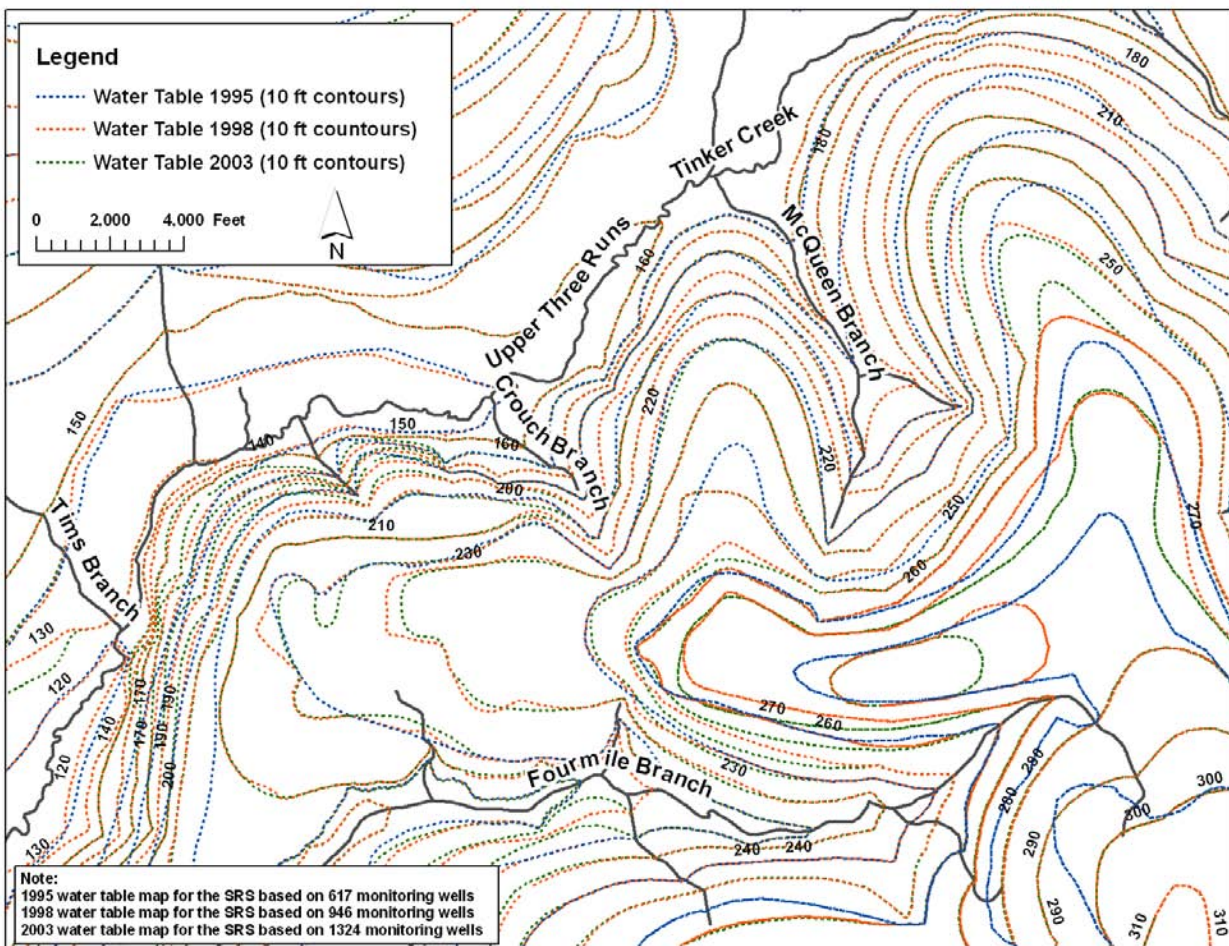 Legend
Water Table 1995 (10 ft contours)
Water Table 1998 (10 ft countours)
Water Table 2003 (10 ft contours)
0 2,000 4,000 Feet
N
180
Tinker Creek
180
210
Upper Three Runs
160
McQueen Branch
250
150
Crouch Branch
220
140
150
160
220
200
250
270
210
230
260
Tims Branch
130
120
170
190
140
170
190
120
200
270
260
230
Fourmile Branch
280
280
300
300
290
240
240
130
290
310
310
Note:
1995 water table map for the SRS based on 617 monitoring wells
1998 water table map for the SRS based on 946 monitoring wells
2003 water table map for the SRS based on 1324 monitoring wells